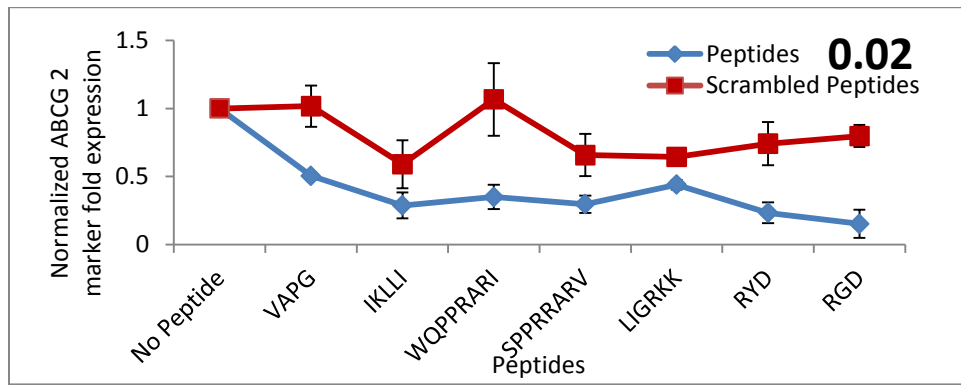 Normalized ABCG 2
marker fold expression
1.5
1
0.5
0
Peptides
Scrambled Peptides
0.02
No Peptide
VAPG
IKLLI
WQPPRARI
SPPRRARV
LIGRKK
RYD
RGD
Peptides